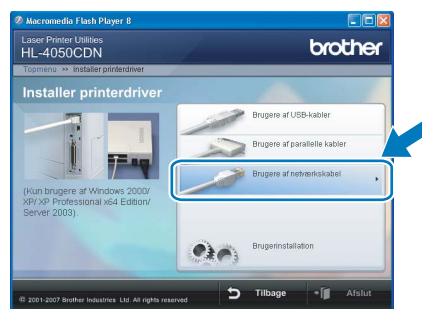 Macromedia Flash Player 8
Laser Printer Utilities
HL-4050CDN
brother
Topmenu >> Installer printerdriver
Installer printerdriver
Brugere af USB-kabler
Brugere af parallelle kabler
Brugere af netværkskabel
(Kun brugere af Windows 2000/
XP/ XP Professional x64 Edition/
Server 2003).
Brugerinstallation
© 2001-2007 Brother Industries Ltd. All rights reserved
Tilbage
Afslut